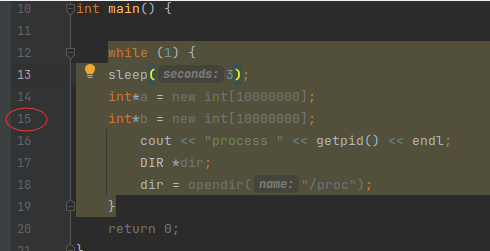 10 int main() {
11
12 while (1) {
13 sleep( seconds: 3);
14 int*a = new int[10000000];
15 int*b = new int[10000000];
16 cout << "process " << getpid() << endl;
17 DIR *dir;
18 dir = opendir( name: "/proc");
19 }
20 return 0;
21 }